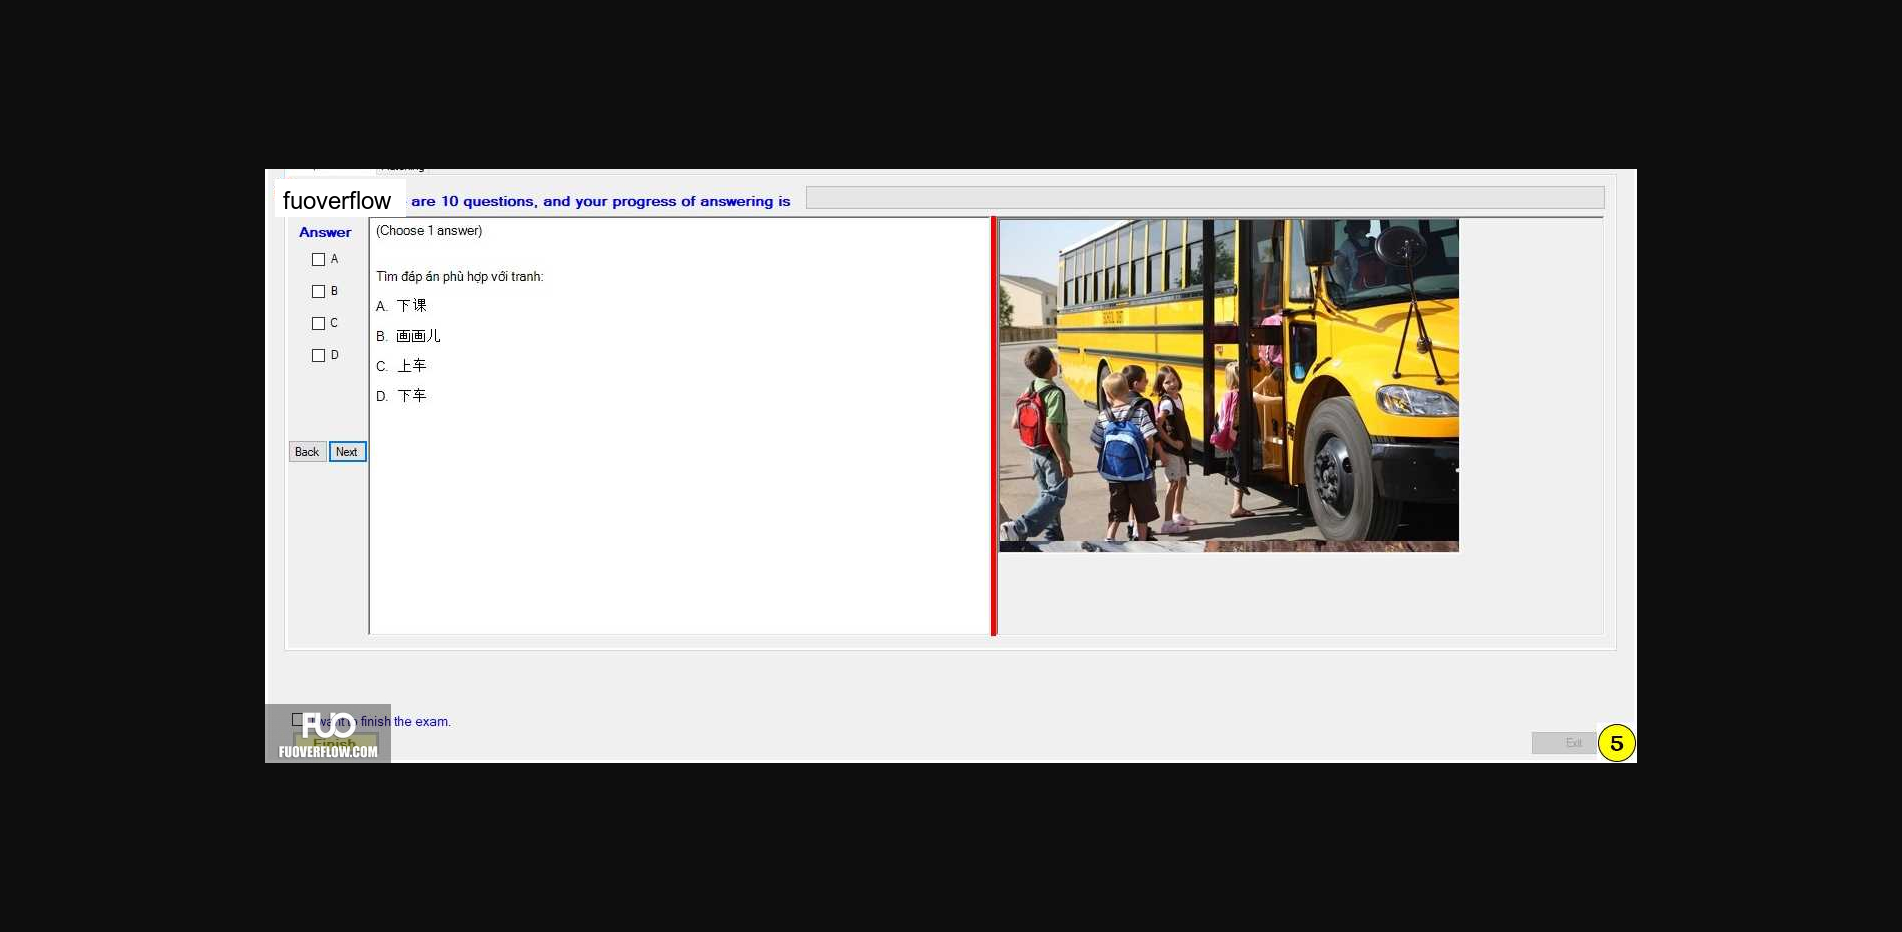 fuoverflow
are 10 questions, and your progress of answering is
Answer
(Choose 1 answer)
A
B
C
D
Tìm đáp án phù hợp với tranh:
A. 下课
B. 画画儿
C. 上车
D. 下车
Back
Next
SCHOOL BUS
I want to finish the exam.
Finish
FUO
FUOVERFLOW.COM
Exit
5